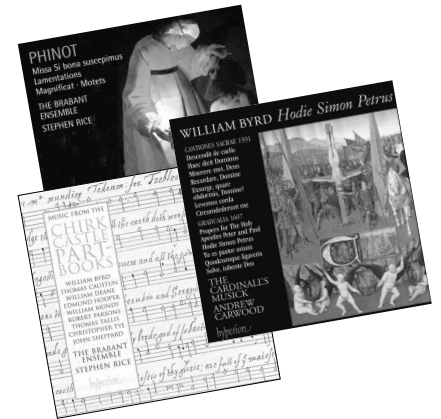 PHINOT
Missa Si bona suscepimus
Lamentations
Magnificat · Motets
THE BRABANT
ENSEMBLE
STEPHEN RICE
WILLIAM BYRD Hodie Simon Petrus
CANTIONES SACRAE 1591
Descendit de caelis
Haec dicit Dominus
Miserere mei, Deus
Recordare, Domine
Exsurge, quare
obdormis, Domine?
Levemus corda
Circumdederunt me
GRADUALIA 1607
Propers for The Holy
Apostles Peter and Paul
Hodie Simon Petrus
Tu es pastor ovium
Quodcumque ligaveris
Salve, iubente Deo
THE
CARDINALL'S
MUSICK
ANDREW
CARWOOD
hyperion
MUSIC FROM THE
CHIRK
CASTLE
PART
BOOKS
WILLIAM BYRD
THOMAS CAUSTUN
WILLIAM DEANE
EDMUND HOOPER
WILLIAM MUNDY
ROBERT PARSONS
THOMAS TALLIS
CHRISTOPHER TYE
JOHN SHEPPARD
THE BRABANT
ENSEMBLE
STEPHEN RICE
hyperion